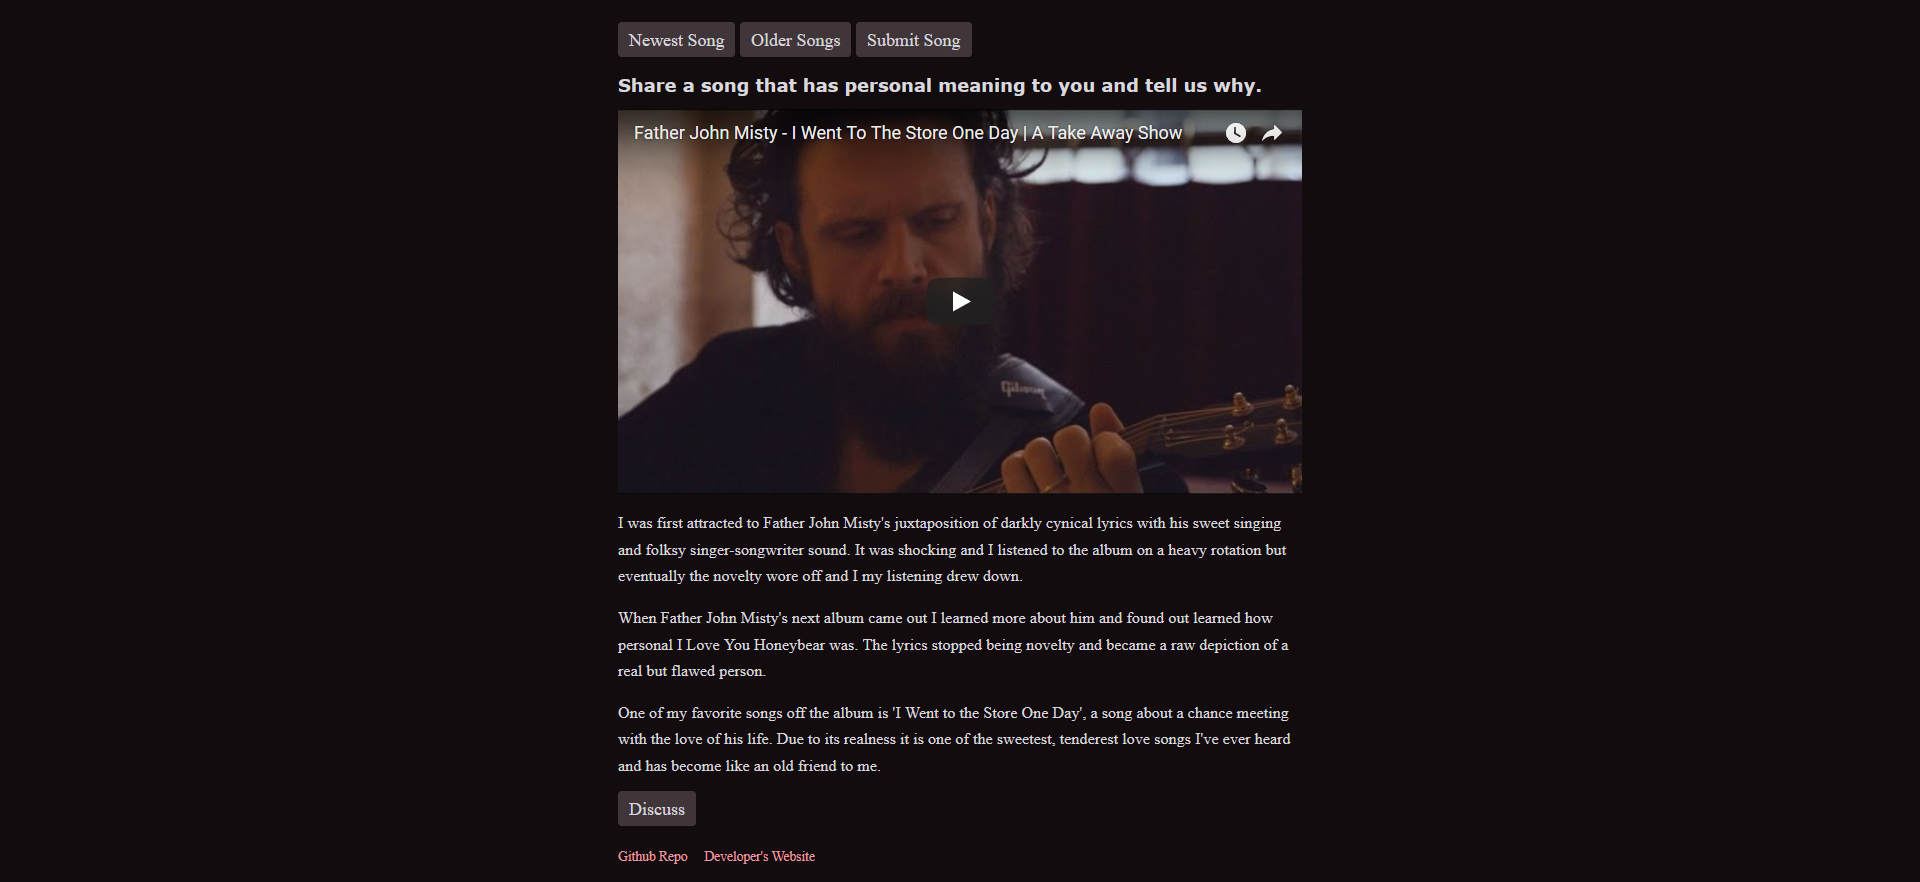 Newest Song Older Songs Submit Song
Share a song that has personal meaning to you and tell us why.
Father John Misty - I Went To The Store One Day | A Take Away Show
Gibson
I was first attracted to Father John Misty's juxtaposition of darkly cynical lyrics with his sweet singing
and folksy singer-songwriter sound. It was shocking and I listened to the album on a heavy rotation but
eventually the novelty wore off and I my listening drew down.
When Father John Misty's next album came out I learned more about him and found out learned how
personal I Love You Honeybear was. The lyrics stopped being novelty and became a raw depiction of a
real but flawed person.
One of my favorite songs off the album is 'I Went to the Store One Day', a song about a chance meeting
with the love of his life. Due to its realness it is one of the sweetest, tenderest love songs I've ever heard
and has become like an old friend to me.
Discuss
Github Repo Developer's Website